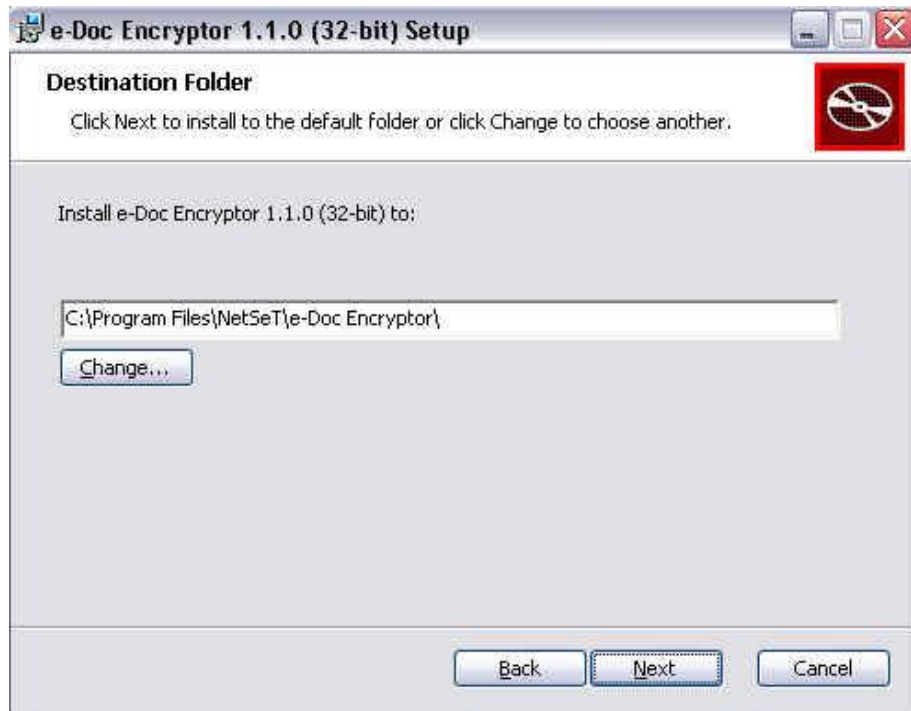 e-Doc Encryptor 1.1.0 (32-bit) Setup
Destination Folder
Click Next to install to the default folder or click Change to choose another.
Install e-Doc Encryptor 1.1.0 (32-bit) to:
C:\Program Files\NetSeT\e-Doc Encryptor\
Change...
Back Next Cancel